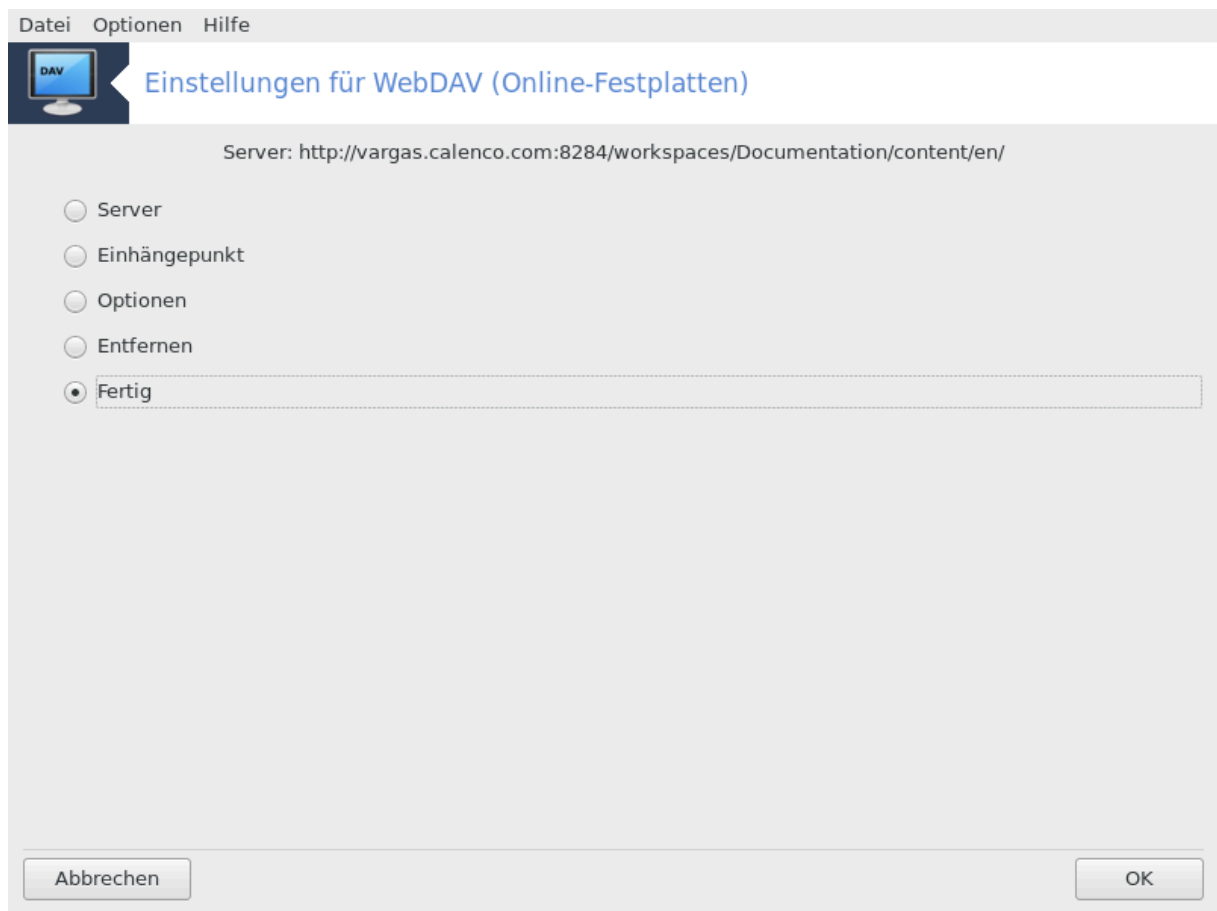 Datei Optionen Hilfe
DAV
Einstellungen für WebDAV (Online-Festplatten)
Server: http://vargas.calenco.com:8284/workspaces/Documentation/content/en/
Server
Einhängepunkt
Optionen
Entfernen
Fertig
Abbrechen OK